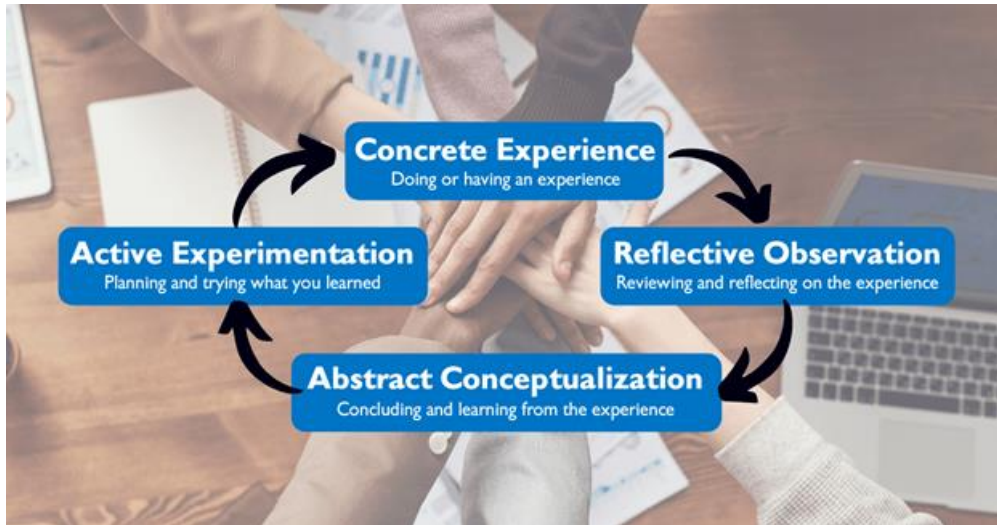 Concrete Experience
Doing or having an experience
Active Experimentation
Planning and trying what you learned
Reflective Observation
Reviewing and reflecting on the experience
Abstract Conceptualization
Concluding and learning from the experience